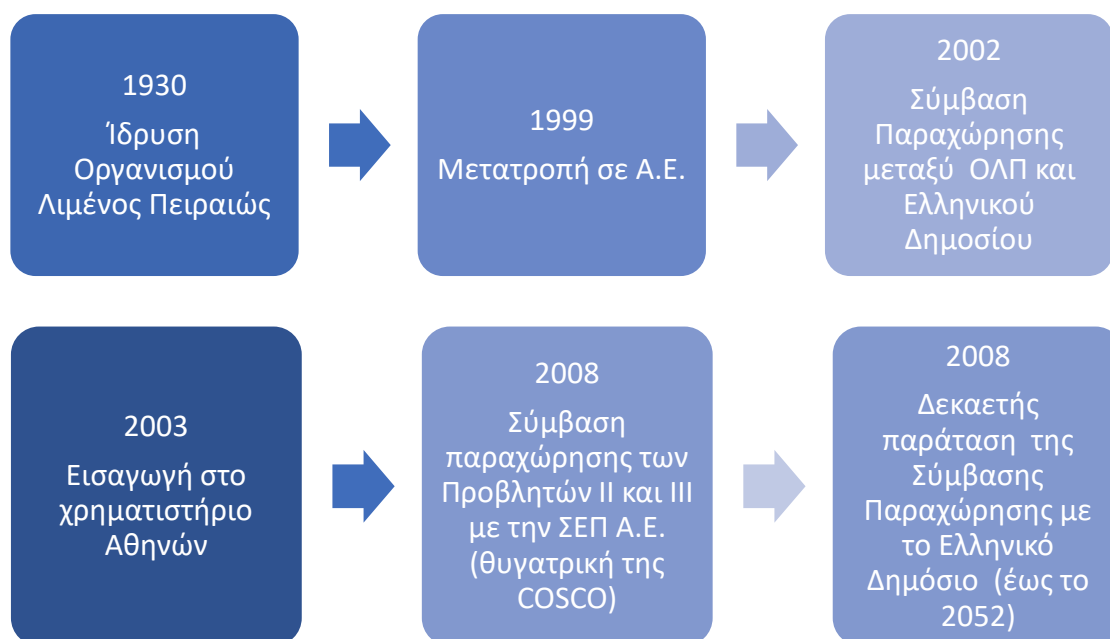 1930
Ίδρυση
Οργανισμού
Λιμένος Πειραιώς
1999
Μετατροπή σε Α.Ε.
2002
Σύμβαση
Παραχώρησης
μεταξύ ΟΛΠ και
Ελληνικού
Δημοσίου
2003
Εισαγωγή στο
χρηματιστήριο
Αθηνών
2008
Σύμβαση
παραχώρησης των
Προβλητών ΙΙ και ΙΙΙ
με την ΣΕΠ Α.Ε.
(θυγατρική της
COSCO)
2008
Δεκαετής
παράταση της
Σύμβασης
Παραχώρησης με
το Ελληνικό
Δημόσιο (έως το
2052)